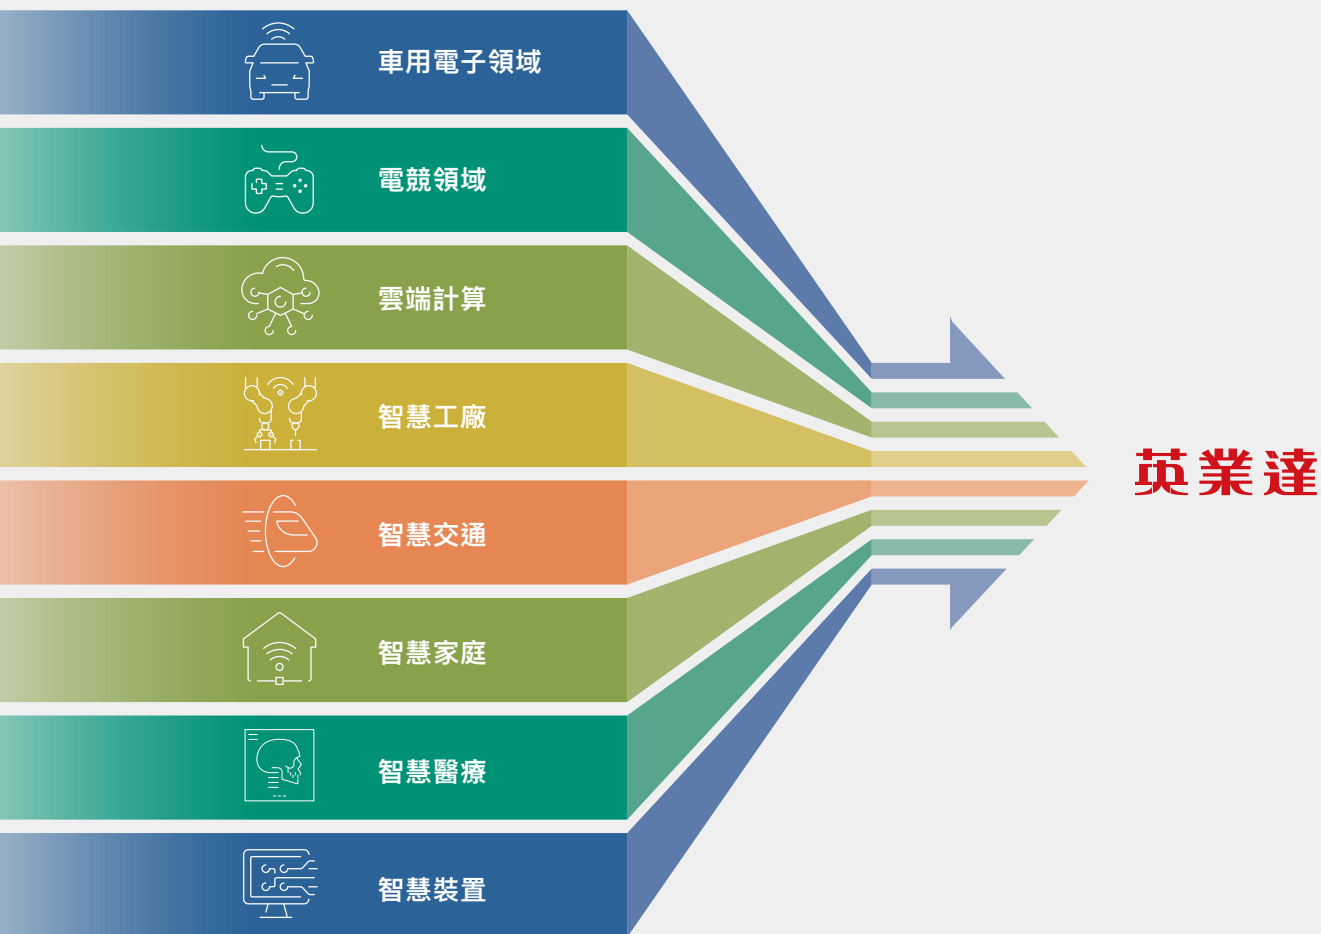 車用電子領域
電競領域
雲端計算
智慧工廠
智慧交通
智慧家庭
智慧醫療
智慧裝置
英業達